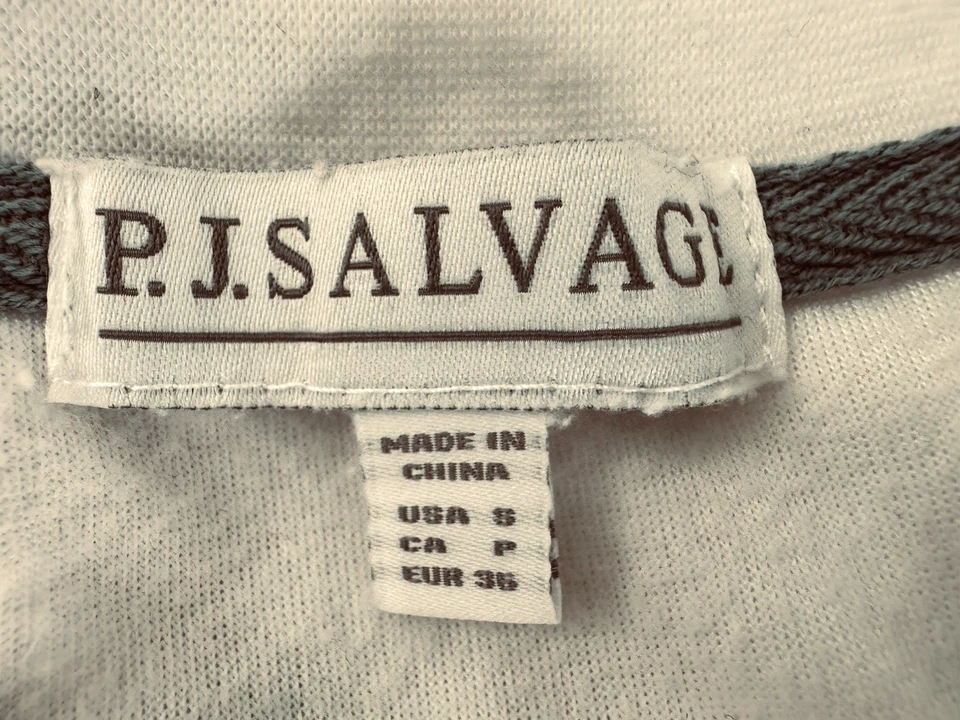 P.J.SALVAGE
MADE IN
CHINA
USA S
CA P
EUR 36